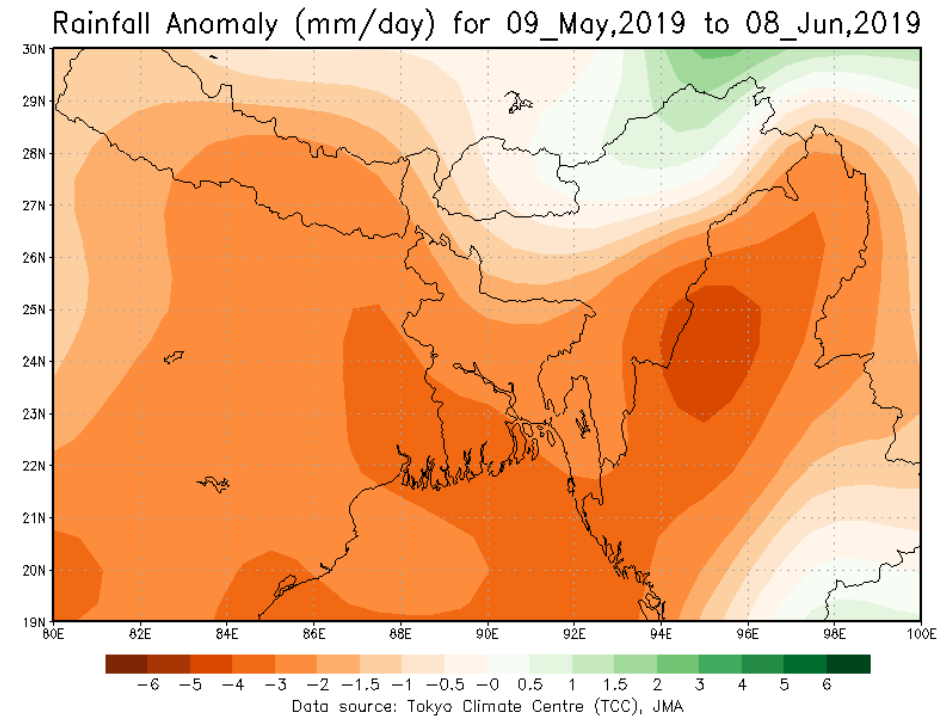 Rainfall Anomaly (mm/day) for 09_May,2019 to 08_Jun,2019
30N
29N
28N
27N
26N
25N
24N
23N
22N
21N
20N
19N
80E 82E 84E 86E 88E 90E 92E 94E 96E 98E 100E
−6 −5 −4 −3 −2 −1.5 −1 −0.5 −0 0.5 1 1.5 2 3 4 5 6
Data source: Tokyo Climate Centre (TCC), JMA